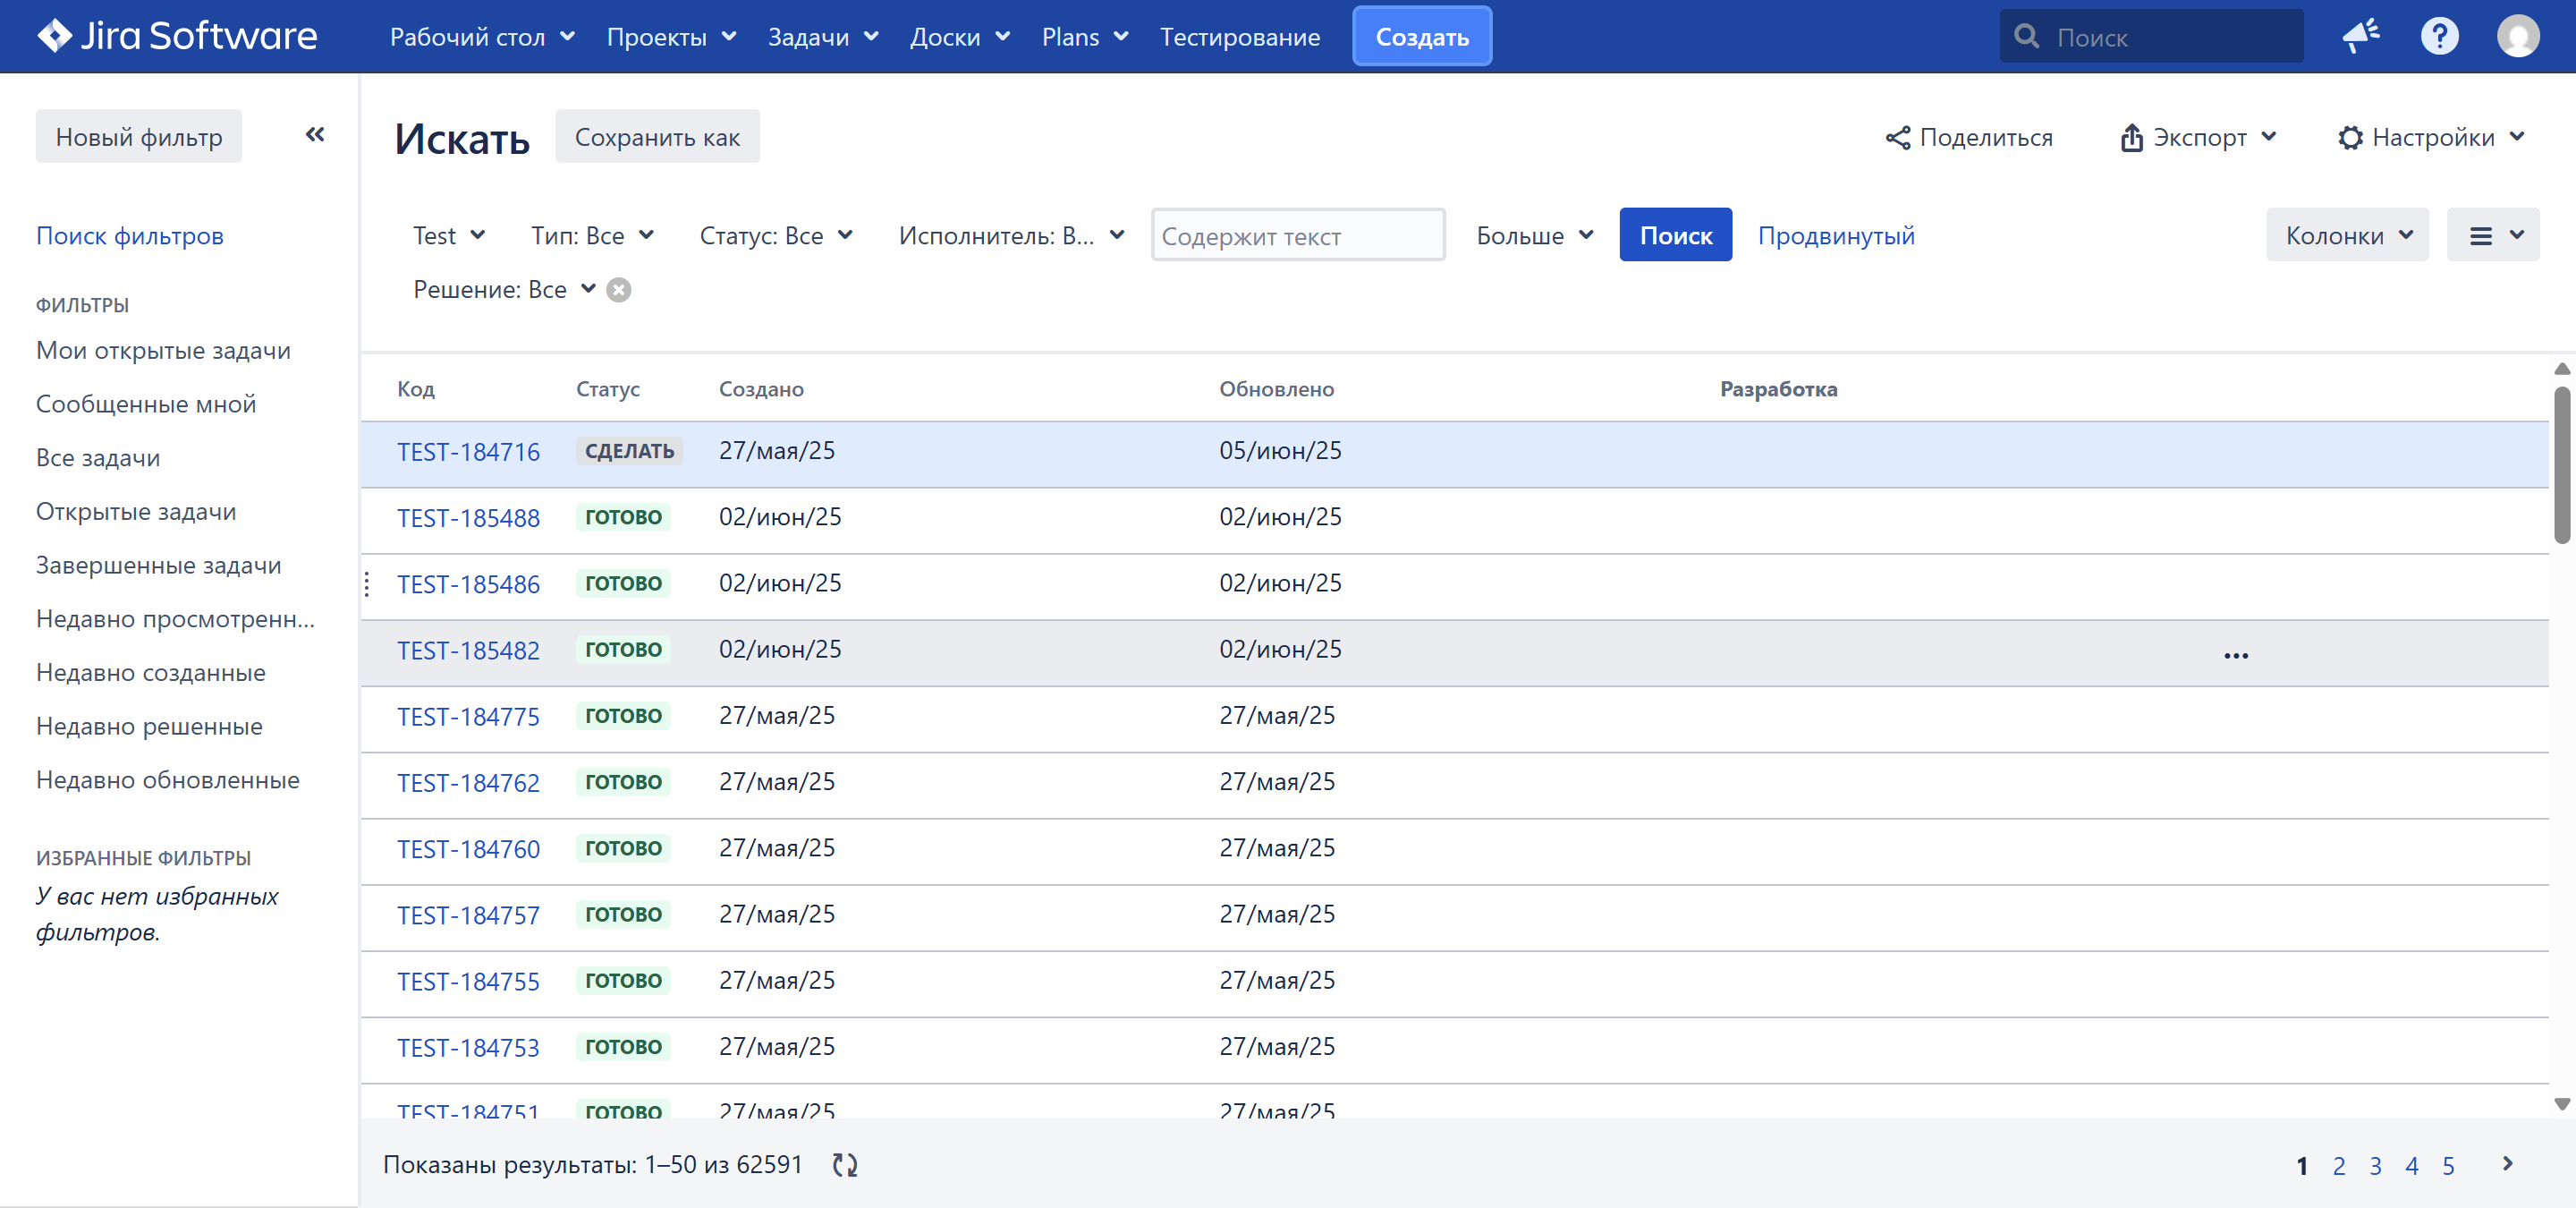 Jira Software Рабочий стол Проекты Задачи Доски Plans Тестирование Создать Поиск
Новый фильтр
Поиск фильтров
ФИЛЬТРЫ
Мои открытые задачи
Сообщенные мной
Все задачи
Открытые задачи
Завершенные задачи
Недавно просмотренн...
Недавно созданные
Недавно решенные
Недавно обновленные
ИЗБРАННЫЕ ФИЛЬТРЫ
У вас нет избранных
фильтров.
Искать Сохранить как Поделиться Экспорт Настройки
Test Тип: Все Статус: Все Исполнитель: В... Содержит текст Больше Поиск Продвинутый Колонки
Решение: Все
Код Статус Создано Обновлено Разработка
TEST-184716 СДЕЛАТЬ 27/мая/25 05/июн/25
TEST-185488 ГОТОВО 02/июн/25 02/июн/25
TEST-185486 ГОТОВО 02/июн/25 02/июн/25
TEST-185482 ГОТОВО 02/июн/25 02/июн/25
TEST-184775 ГОТОВО 27/мая/25 27/мая/25
TEST-184762 ГОТОВО 27/мая/25 27/мая/25
TEST-184760 ГОТОВО 27/мая/25 27/мая/25
TEST-184757 ГОТОВО 27/мая/25 27/мая/25
TEST-184755 ГОТОВО 27/мая/25 27/мая/25
TEST-184753 ГОТОВО 27/мая/25 27/мая/25
TEST-184751 ГОТОВО 27/мая/25 27/мая/25
Показаны результаты: 1–50 из 62591 1 2 3 4 5